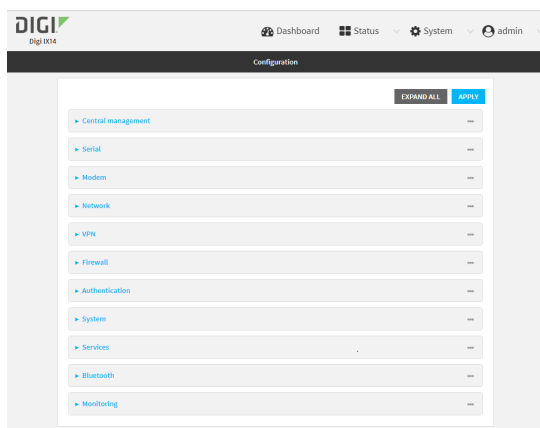 DIGI
Digi IX14
Dashboard Status System admin
Configuration
EXPAND ALL APPLY
Central management
Serial
Modem
Network
VPN
Firewall
Authentication
System
Services
Bluetooth
Monitoring